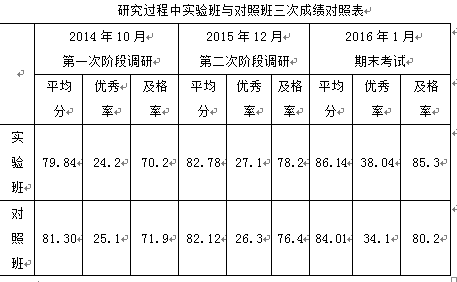 研究过程中实验班与对照班三次成绩对照表
2014 年 10 月 2015 年 12 月 2016 年 1 月
第一次阶段调研 第二次阶段调研 期末考试
平均分 优秀率 及格率 平均分 优秀率 及格率 平均分 优秀率 及格率
实验班 79.84 24.2 70.2 82.78 27.1 78.2 86.14 38.04 85.3
对照班 81.30 25.1 71.9 82.12 26.3 76.4 84.01 34.1 80.2